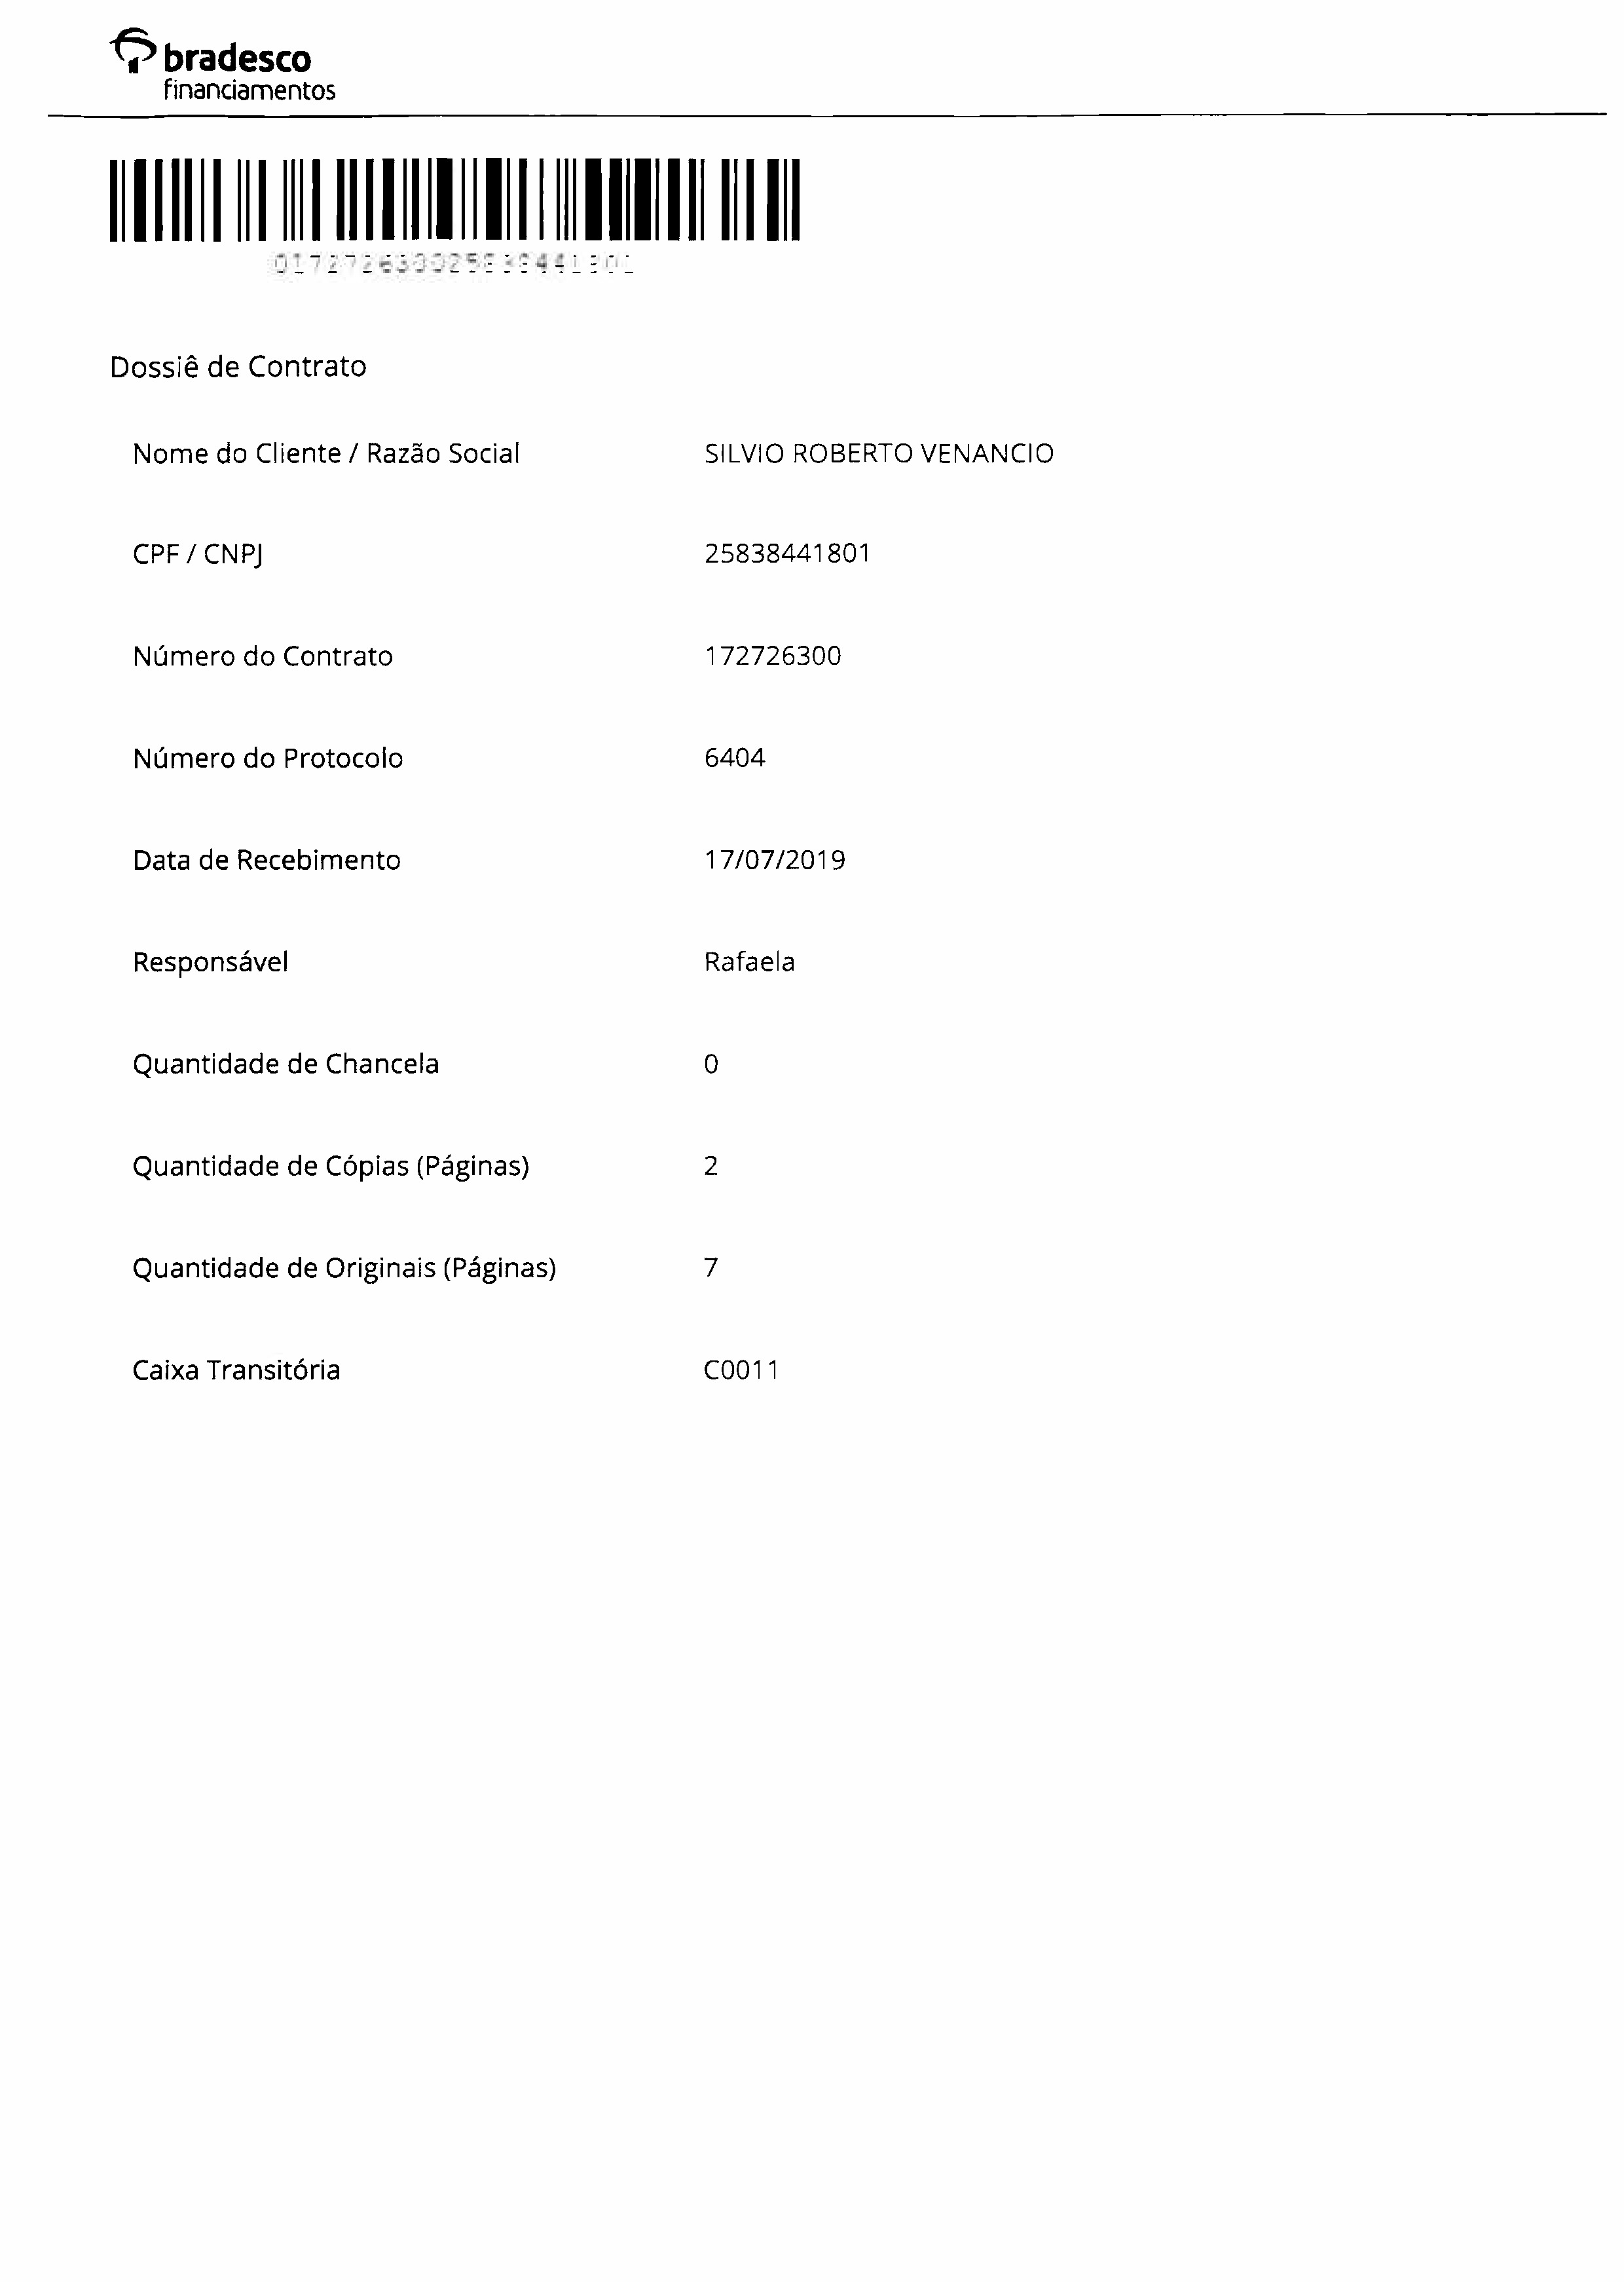 bradesco
financiamentos
Dossiê de Contrato
Nome do Cliente / Razão Social SILVIO ROBERTO VENANCIO
CPF / CNPJ 25838441801
Número do Contrato 172726300
Número do Protocolo 6404
Data de Recebimento 17/07/2019
Responsável Rafaela
Quantidade de Chancela 0
Quantidade de Cópias (Páginas) 2
Quantidade de Originais (Páginas) 7
Caixa Transitória C0011